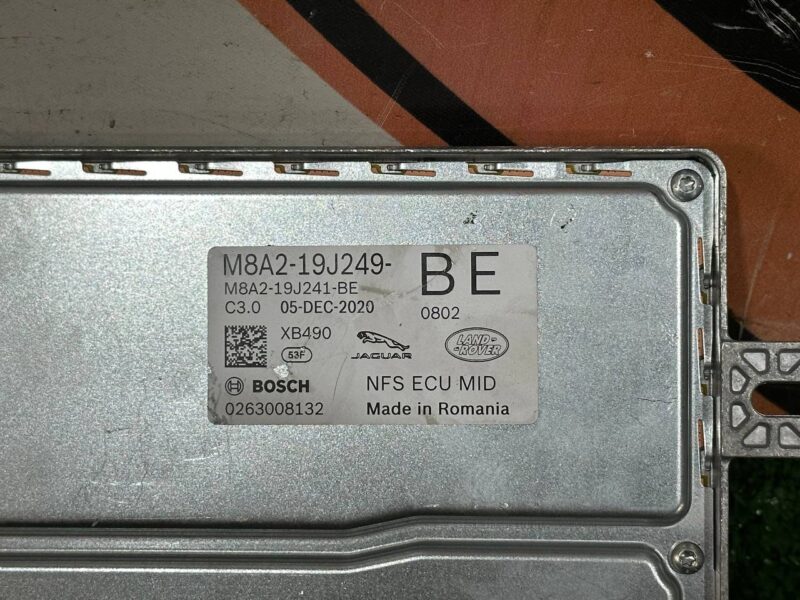 M8A2-19J249- BE
M8A2-19J241-BE
C3.0 05-DEC-2020 0802
XB490
53F
JAGUAR
LAND-
ROVER
BOSCH NFS ECU MID
0263008132 Made in Romania